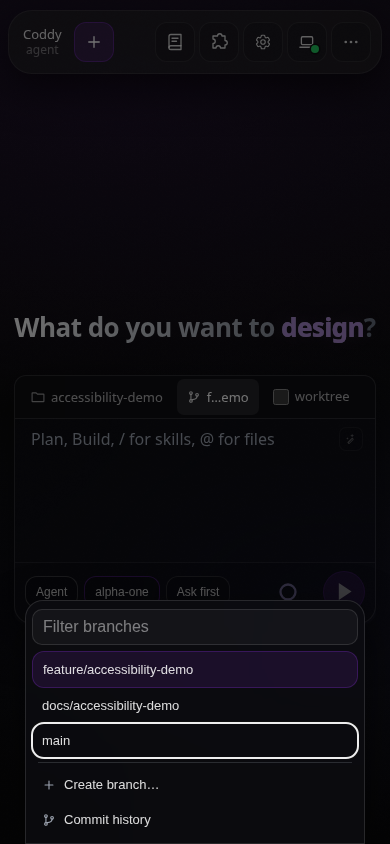 Coddy
agent
What do you want to design?
accessibility-demo
f...emo
worktree
Plan, Build, / for skills, @ for files
Agent
alpha-one
Ask first
Filter branches
feature/accessibility-demo
docs/accessibility-demo
main
Create branch…
Commit history